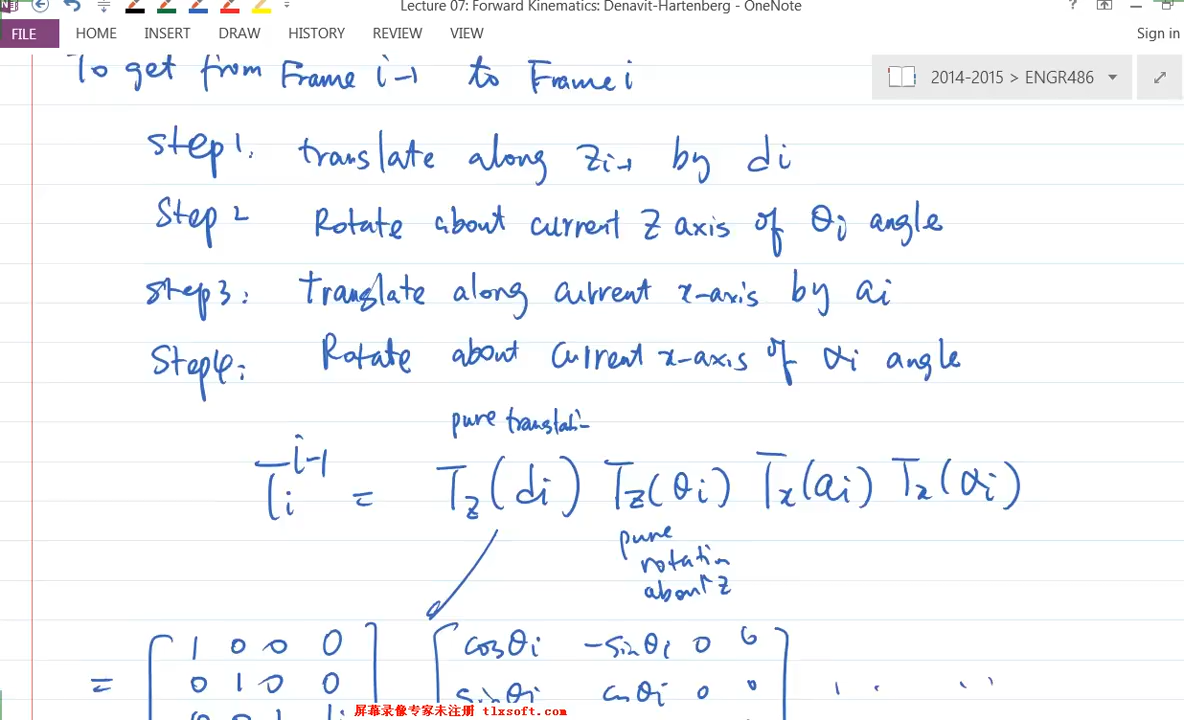 Lecture 07: Forward Kinematics: Denavit-Hartenberg - OneNote
FILE HOME INSERT DRAW HISTORY REVIEW VIEW Sign in
2014-2015 > ENGR486
To get from Frame i-1 to Frame i
Step 1. translate along Zi-1 by di
Step 2 Rotate about current Z axis of θi angle
Step 3: translate along current x-axis by ai
Step 4: Rotate about current x-axis of αi angle
pure translati
T i-1 i = Tz(di) Tz(θi) Tx(ai) Tx(αi)
pure
rotation
about z
1 0 0 0 cosθi -sinθi 0 0
= 0 1 0 0 sinθi cosθi 0 0
屏幕录像专家未注册 tlxsoft.com